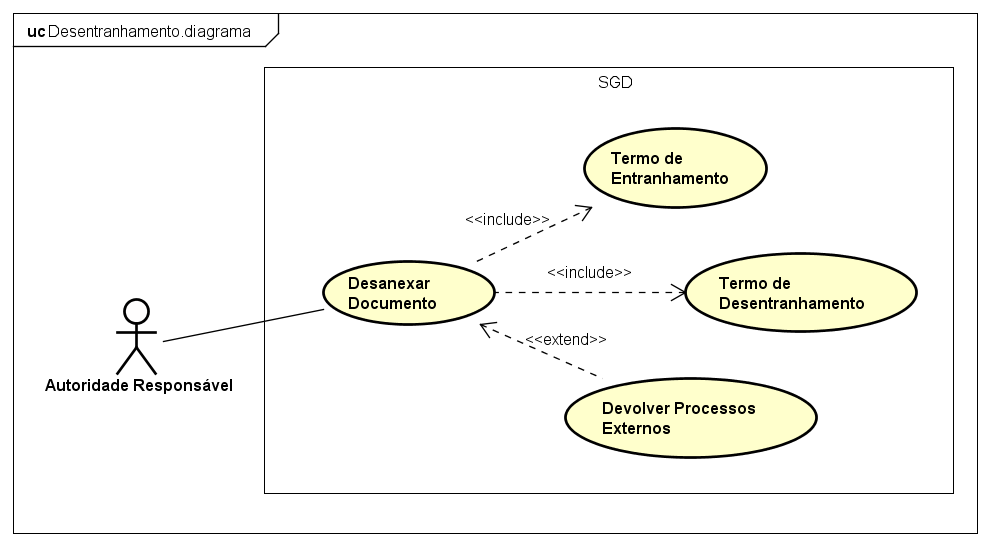 uc Desentranhamento.diagrama
SGD
Termo de
Entranhamento
<<include>>
<<include>>
Desanexar
Documento
Termo de
Desentranhamento
<<extend>>
Autoridade Responsável
Devolver Processos
Externos